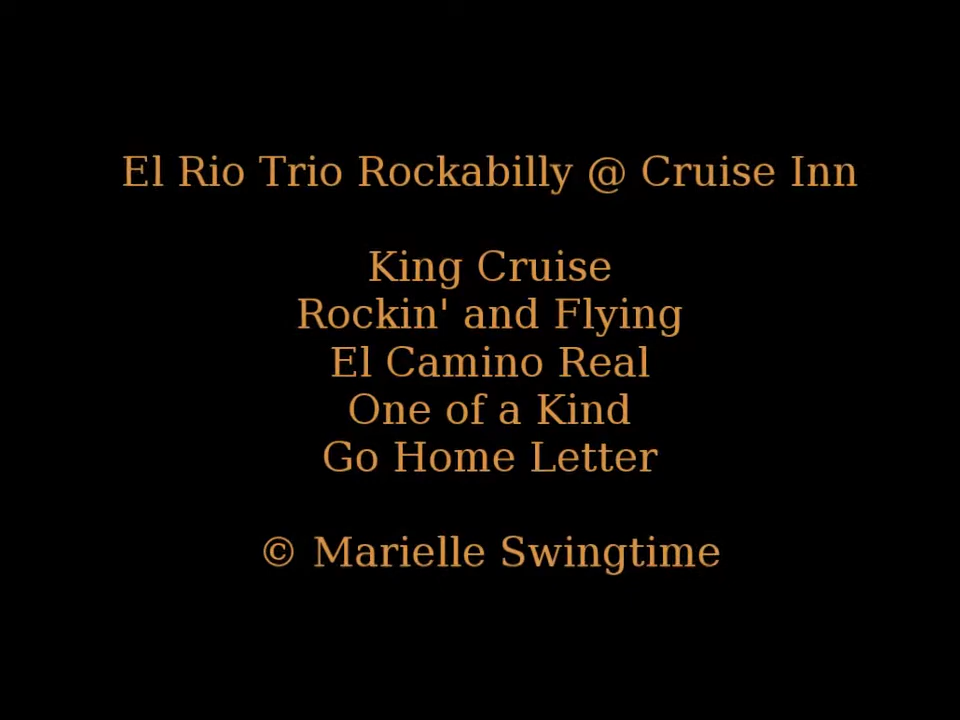 El Rio Trio Rockabilly @ Cruise Inn
King Cruise
Rockin' and Flying
El Camino Real
One of a Kind
Go Home Letter
© Marielle Swingtime